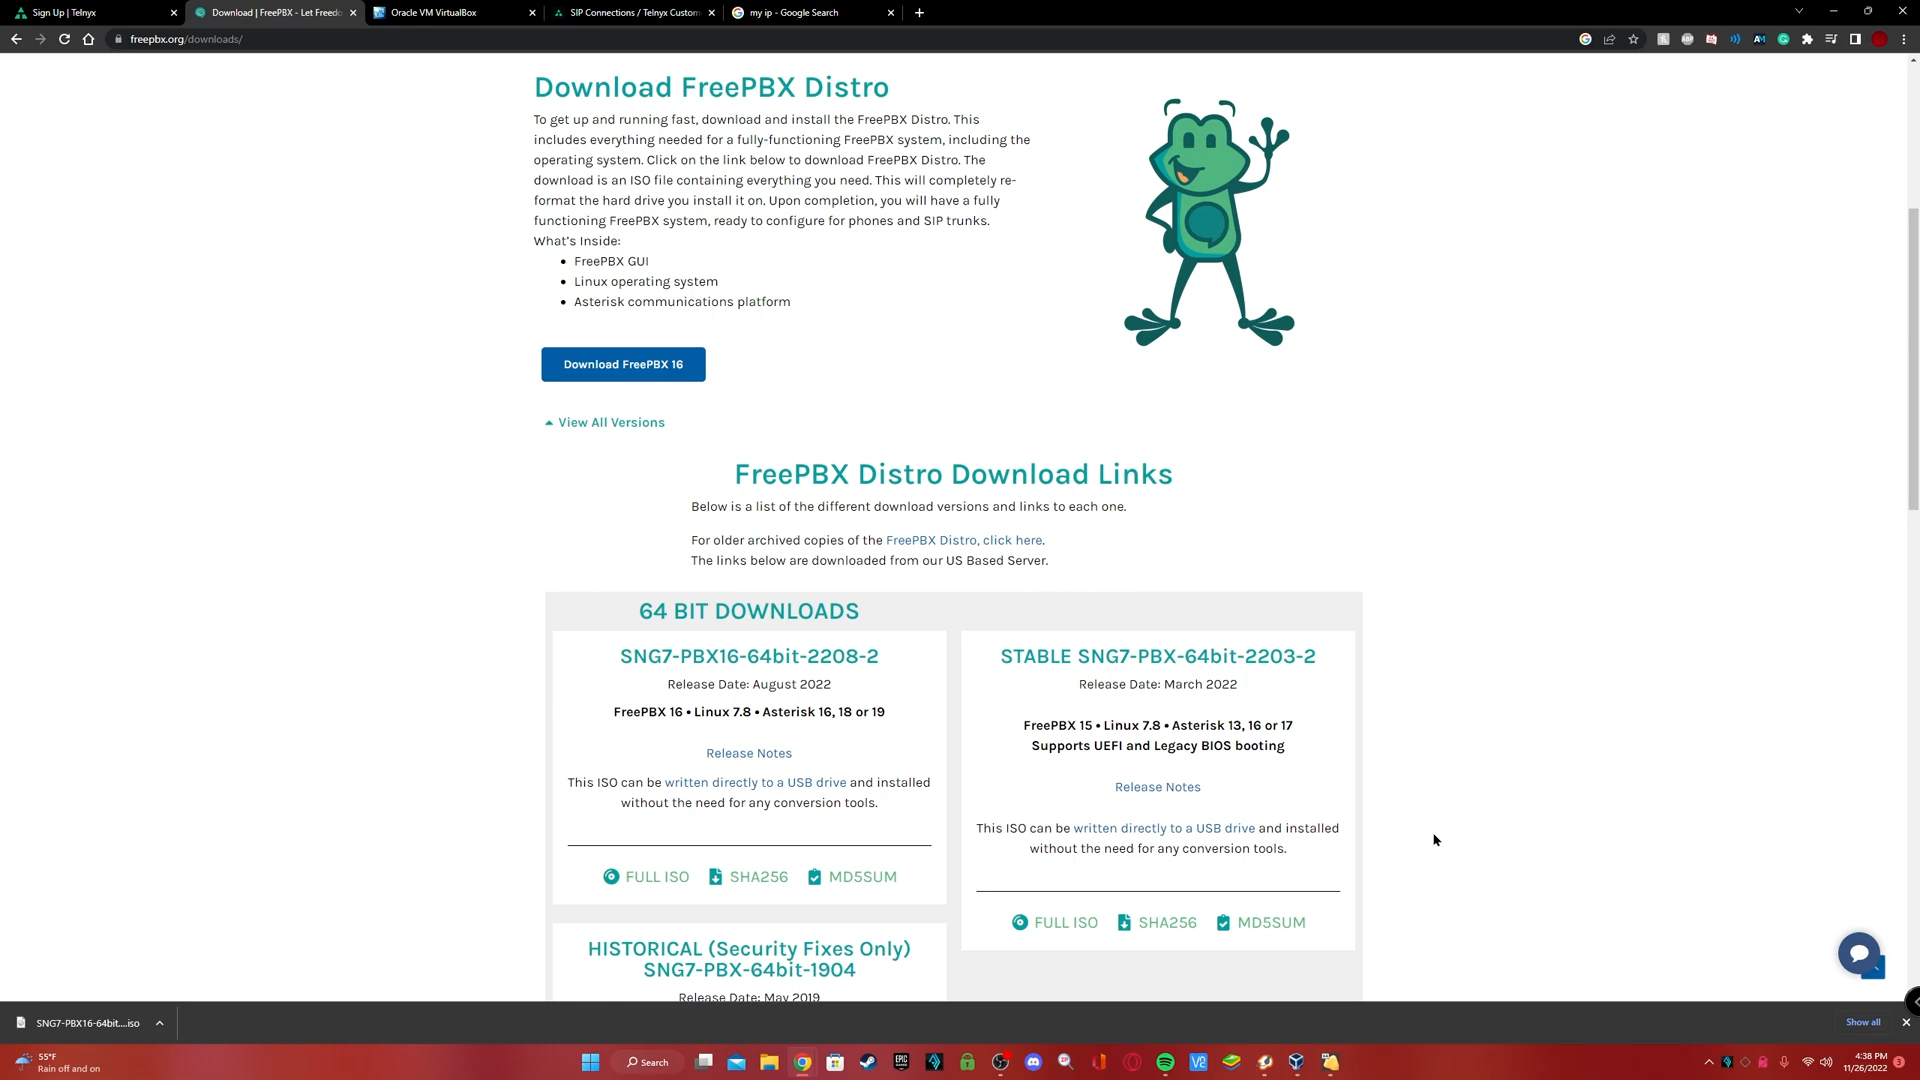 Sign Up | Telnyx
Download | FreePBX - Let Freedo
Oracle VM VirtualBox
SIP Connections / Telnyx Custom
my ip - Google Search
freepbx.org/downloads/
Download FreePBX Distro
To get up and running fast, download and install the FreePBX Distro. This
includes everything needed for a fully-functioning FreePBX system, including the
operating system. Click on the link below to download FreePBX Distro. The
download is an ISO file containing everything you need. This will completely re-
format the hard drive you install it on. Upon completion, you will have a fully
functioning FreePBX system, ready to configure for phones and SIP trunks.
What's Inside:
• FreePBX GUI
• Linux operating system
• Asterisk communications platform
Download FreePBX 16
View All Versions
FreePBX Distro Download Links
Below is a list of the different download versions and links to each one.
For older archived copies of the FreePBX Distro, click here.
The links below are downloaded from our US Based Server.
64 BIT DOWNLOADS
SNG7-PBX16-64bit-2208-2
Release Date: August 2022
FreePBX 16 • Linux 7.8 • Asterisk 16, 18 or 19
Release Notes
This ISO can be written directly to a USB drive and installed
without the need for any conversion tools.
FULL ISO SHA256 MD5SUM
STABLE SNG7-PBX-64bit-2203-2
Release Date: March 2022
FreePBX 15 • Linux 7.8 • Asterisk 13, 16 or 17
Supports UEFI and Legacy BIOS booting
Release Notes
This ISO can be written directly to a USB drive and installed
without the need for any conversion tools.
FULL ISO SHA256 MD5SUM
HISTORICAL (Security Fixes Only)
SNG7-PBX-64bit-1904
Release Date: May 2019
SNG7-PBX16-64bit....iso
Show all
55°F
Rain off and on
Search
4:38 PM
11/26/2022
3